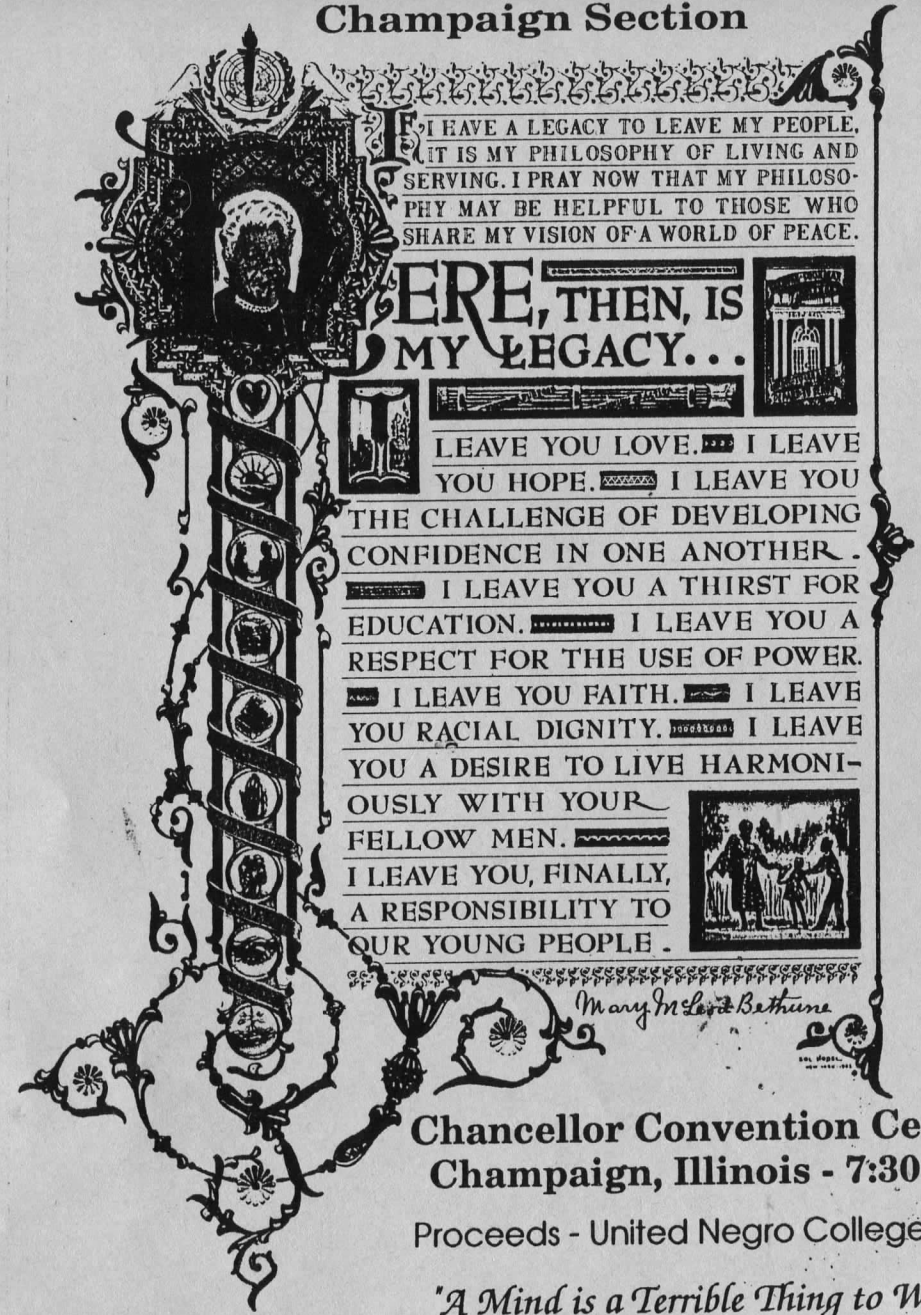 Champaign Section
IF I HAVE A LEGACY TO LEAVE MY PEOPLE,
IT IS MY PHILOSOPHY OF LIVING AND
SERVING. I PRAY NOW THAT MY PHILOSO-
PHY MAY BE HELPFUL TO THOSE WHO
SHARE MY VISION OF A WORLD OF PEACE.
ERE, THEN, IS
MY LEGACY...
I LEAVE YOU LOVE. I LEAVE
YOU HOPE. I LEAVE YOU
THE CHALLENGE OF DEVELOPING
CONFIDENCE IN ONE ANOTHER.
I LEAVE YOU A THIRST FOR
EDUCATION. I LEAVE YOU A
RESPECT FOR THE USE OF POWER.
I LEAVE YOU FAITH. I LEAVE
YOU RACIAL DIGNITY. I LEAVE
YOU A DESIRE TO LIVE HARMONI-
OUSLY WITH YOUR
FELLOW MEN.
I LEAVE YOU, FINALLY,
A RESPONSIBILITY TO
OUR YOUNG PEOPLE.
Mary McLeod Bethune
Chancellor Convention Ce
Champaign, Illinois - 7:30
Proceeds - United Negro College
"A Mind is a Terrible Thing to W